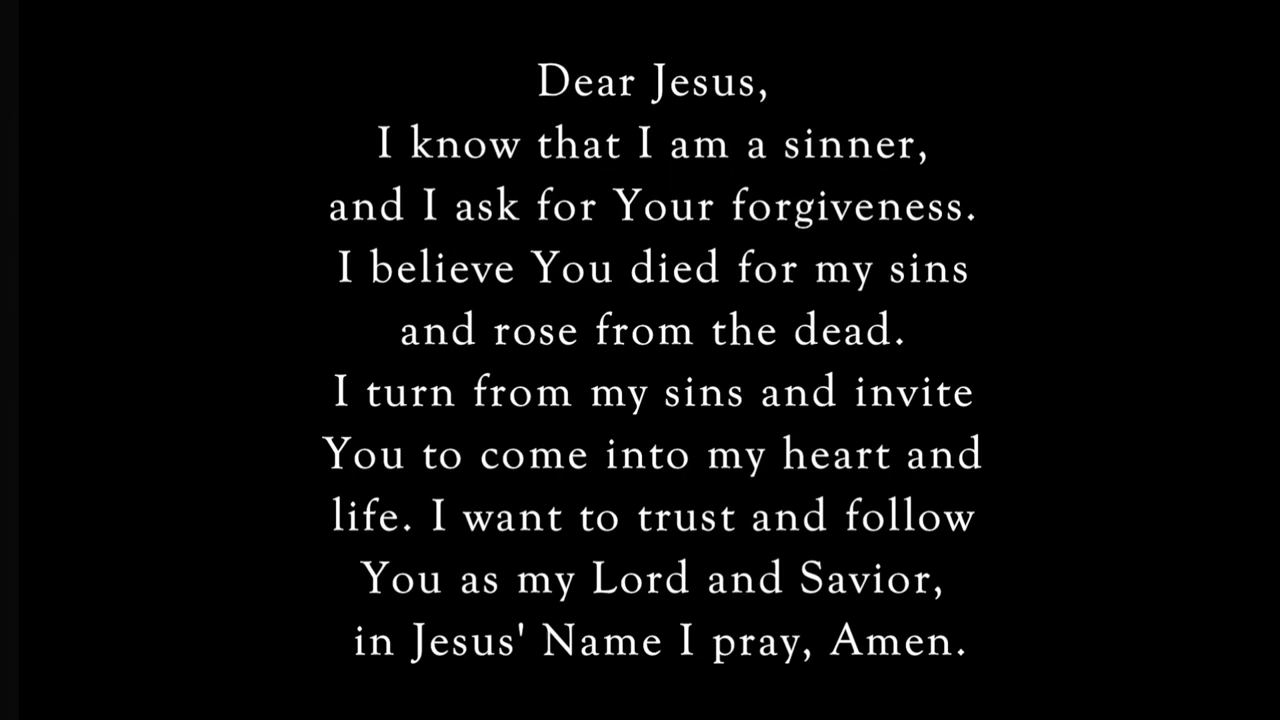 Dear Jesus,
I know that I am a sinner,
and I ask for Your forgiveness.
I believe You died for my sins
and rose from the dead.
I turn from my sins and invite
You to come into my heart and
life. I want to trust and follow
You as my Lord and Savior,
in Jesus' Name I pray, Amen.